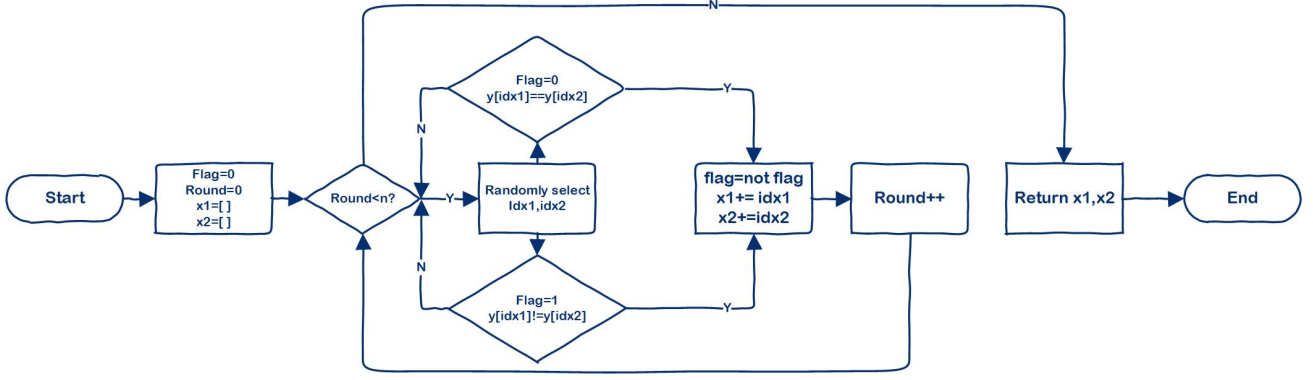 N
Flag=0
y[idx1]==y[idx2]
Y
N
Start
Flag=0
Round=0
x1=[ ]
x2=[ ]
Round<n?
Y
Randomly select
Idx1,idx2
flag=not flag
x1+= idx1
x2+=idx2
Round++
Return x1,x2
End
N
Flag=1
y[idx1]!=y[idx2]
Y